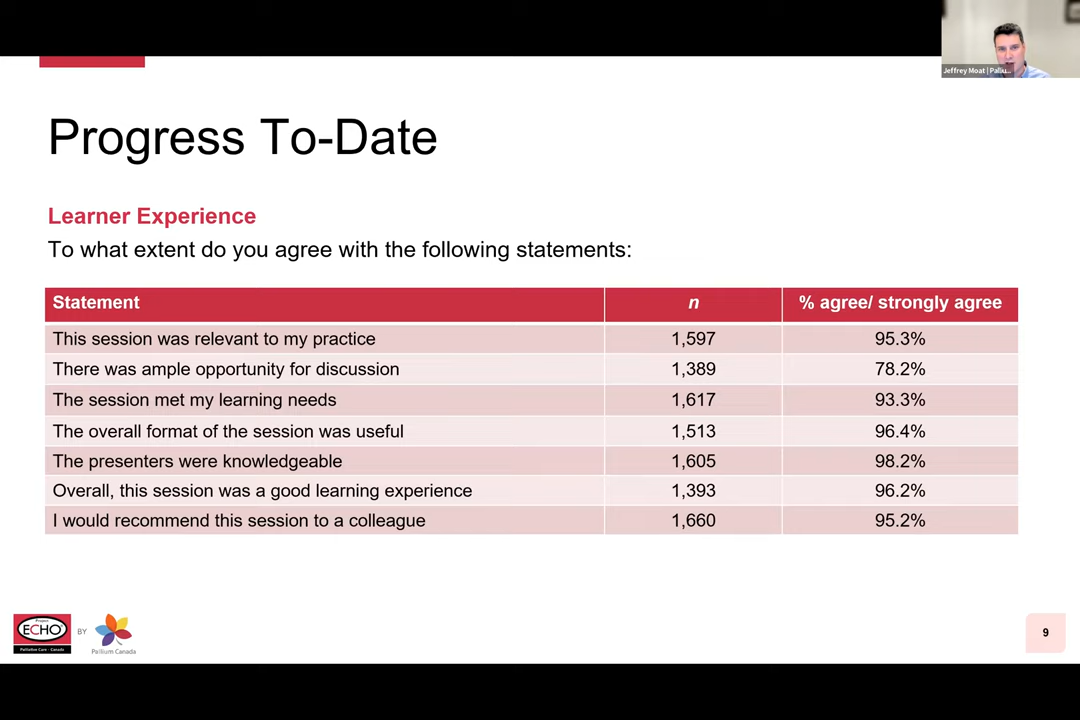 Jeffrey Moat | Palliu...
Progress To-Date
Learner Experience
To what extent do you agree with the following statements:
Statement n % agree/ strongly agree
This session was relevant to my practice 1,597 95.3%
There was ample opportunity for discussion 1,389 78.2%
The session met my learning needs 1,617 93.3%
The overall format of the session was useful 1,513 96.4%
The presenters were knowledgeable 1,605 98.2%
Overall, this session was a good learning experience 1,393 96.2%
I would recommend this session to a colleague 1,660 95.2%
Project
ECHO
Palliative Care - Canada
BY
Pallium Canada
9